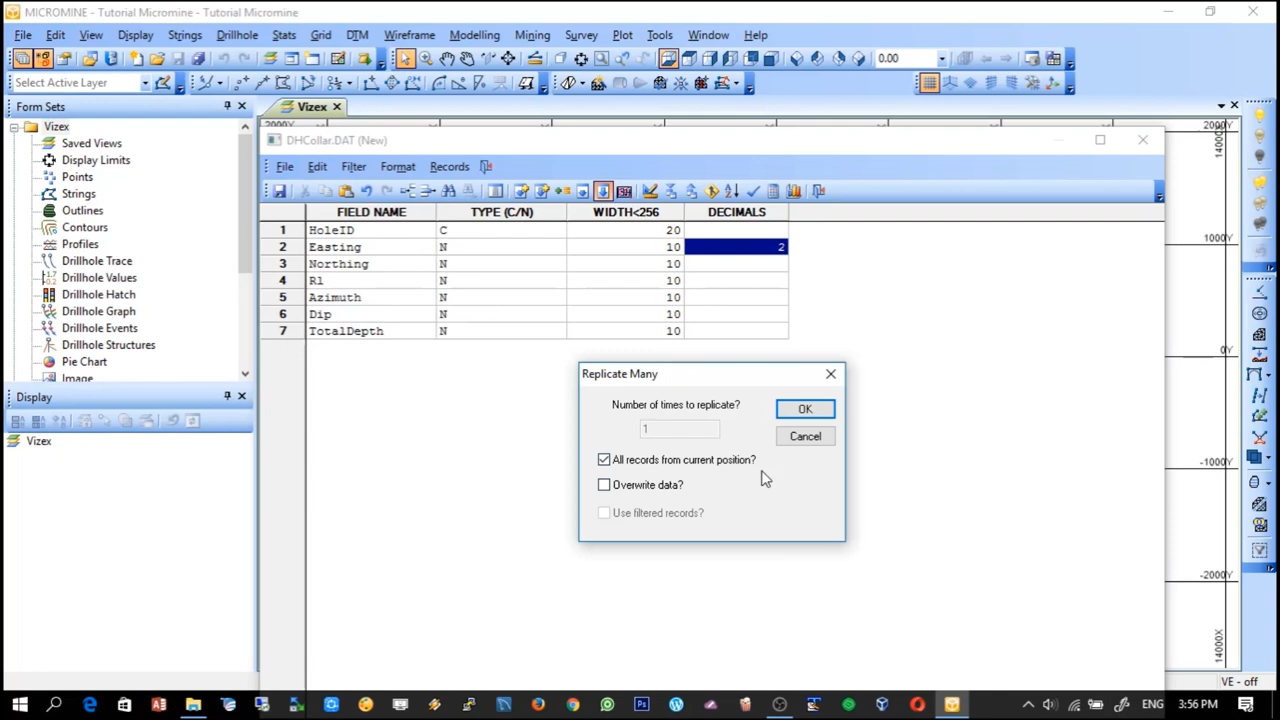 MICROMINE - Tutorial Micromine - Tutorial Micromine
File Edit View Display Strings Drillhole Stats Grid DTM Wireframe Modelling Mining Survey Plot Tools Window Help
0.00
Select Active Layer
Form Sets
Vizex
Vizex
Saved Views
Display Limits
Points
Strings
Outlines
Contours
Profiles
Drillhole Trace
Drillhole Values
Drillhole Hatch
Drillhole Graph
Drillhole Events
Drillhole Structures
Pie Chart
Image
Display
Vizex
DHCollar.DAT (New)
File Edit Filter Format Records
FIELD NAME TYPE (C/N) WIDTH<256 DECIMALS
1 HoleID C 20
2 Easting N 10 2
3 Northing N 10
4 Rl N 10
5 Azimuth N 10
6 Dip N 10
7 TotalDepth N 10
Replicate Many
Number of times to replicate?
OK
1
Cancel
All records from current position?
Overwrite data?
Use filtered records?
2000Y
1000Y
0Y
-1000Y
-2000Y
14000X
VE - off
ENG 3:56 PM